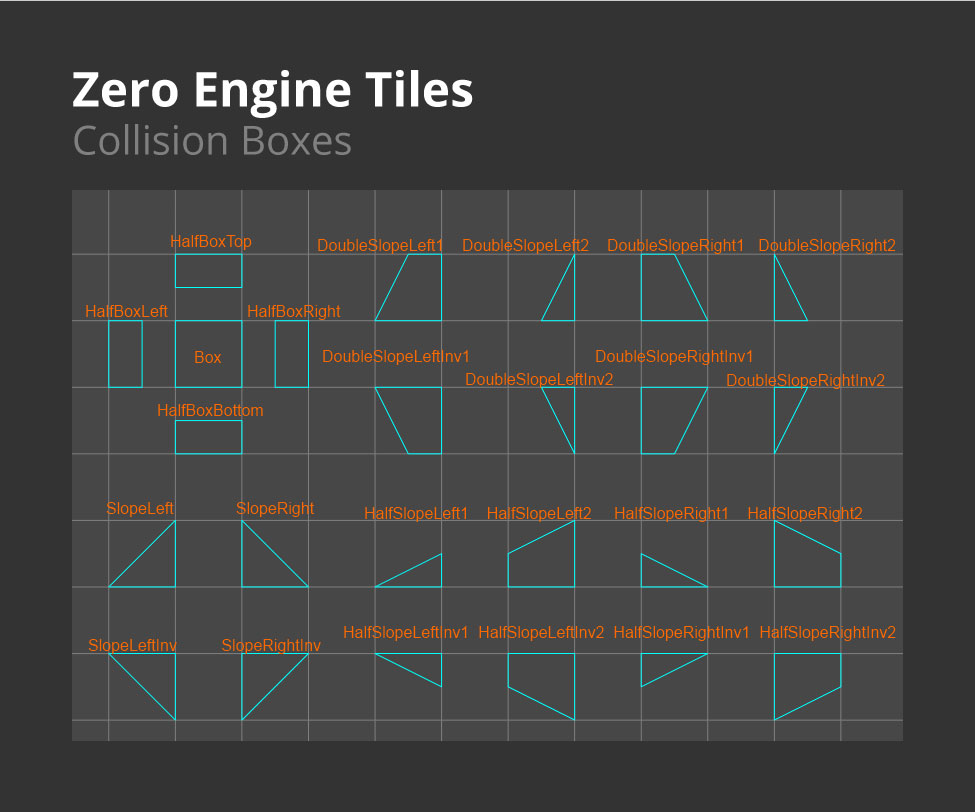 Zero Engine Tiles
Collision Boxes
HalfBoxTop
DoubleSlopeLeft1
DoubleSlopeLeft2
DoubleSlopeRight1
DoubleSlopeRight2
HalfBoxLeft
HalfBoxRight
Box
DoubleSlopeLeftInv1
DoubleSlopeRightInv1
DoubleSlopeLeftInv2
DoubleSlopeRightInv2
HalfBoxBottom
SlopeLeft
SlopeRight
HalfSlopeLeft1
HalfSlopeLeft2
HalfSlopeRight1
HalfSlopeRight2
SlopeLeftInv
SlopeRightInv
HalfSlopeLeftInv1
HalfSlopeLeftInv2
HalfSlopeRightInv1
HalfSlopeRightInv2